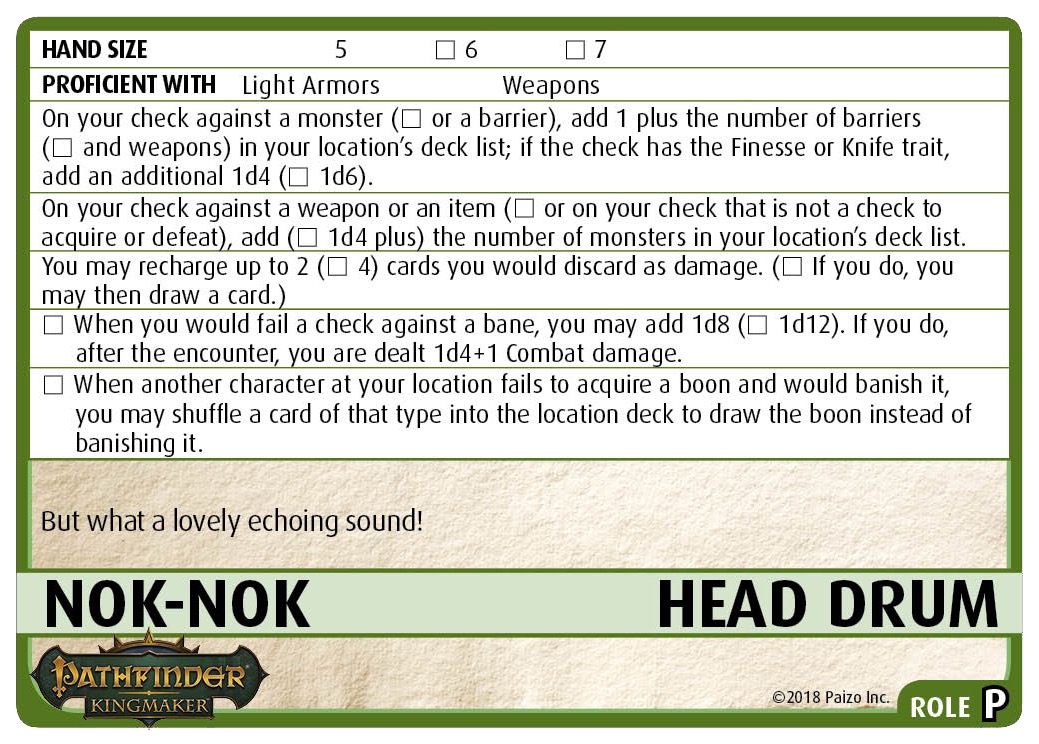 HAND SIZE 5 □ 6 □ 7
PROFICIENT WITH Light Armors Weapons
On your check against a monster (□ or a barrier), add 1 plus the number of barriers
(□ and weapons) in your location’s deck list; if the check has the Finesse or Knife trait,
add an additional 1d4 (□ 1d6).
On your check against a weapon or an item (□ or on your check that is not a check to
acquire or defeat), add (□ 1d4 plus) the number of monsters in your location’s deck list.
You may recharge up to 2 (□ 4) cards you would discard as damage. (□ If you do, you
may then draw a card.)
□ When you would fail a check against a bane, you may add 1d8 (□ 1d12). If you do,
after the encounter, you are dealt 1d4+1 Combat damage.
□ When another character at your location fails to acquire a boon and would banish it,
you may shuffle a card of that type into the location deck to draw the boon instead of
banishing it.
But what a lovely echoing sound!
NOK-NOK HEAD DRUM
PATHFINDER
KINGMAKER
©2018 Paizo Inc.
ROLE P